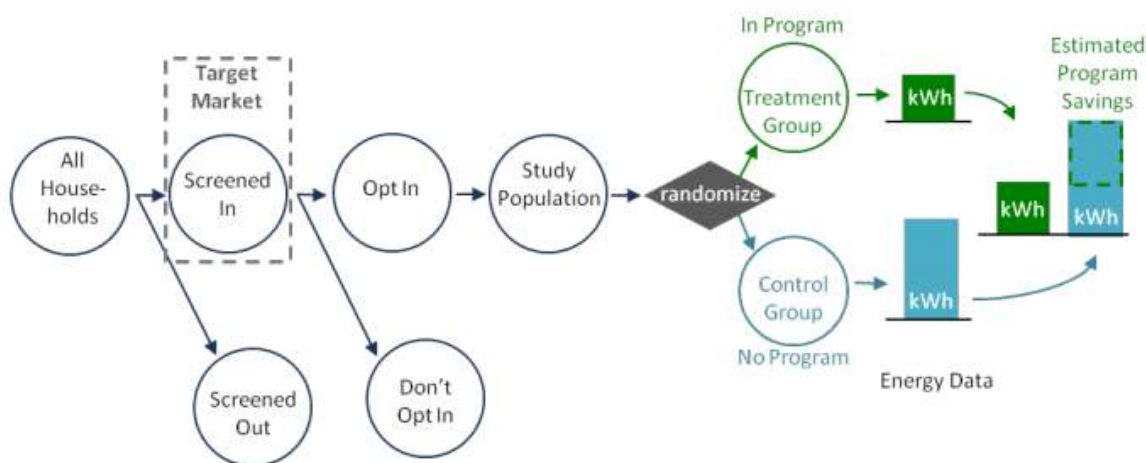 All
House-
holds
Target
Market
Screened
In
Screened
Out
Opt In
Don't
Opt In
Study
Population
randomize
In Program
Treatment
Group
kWh
Control
Group
No Program
kWh
Energy Data
Estimated
Program
Savings
kWh
kWh